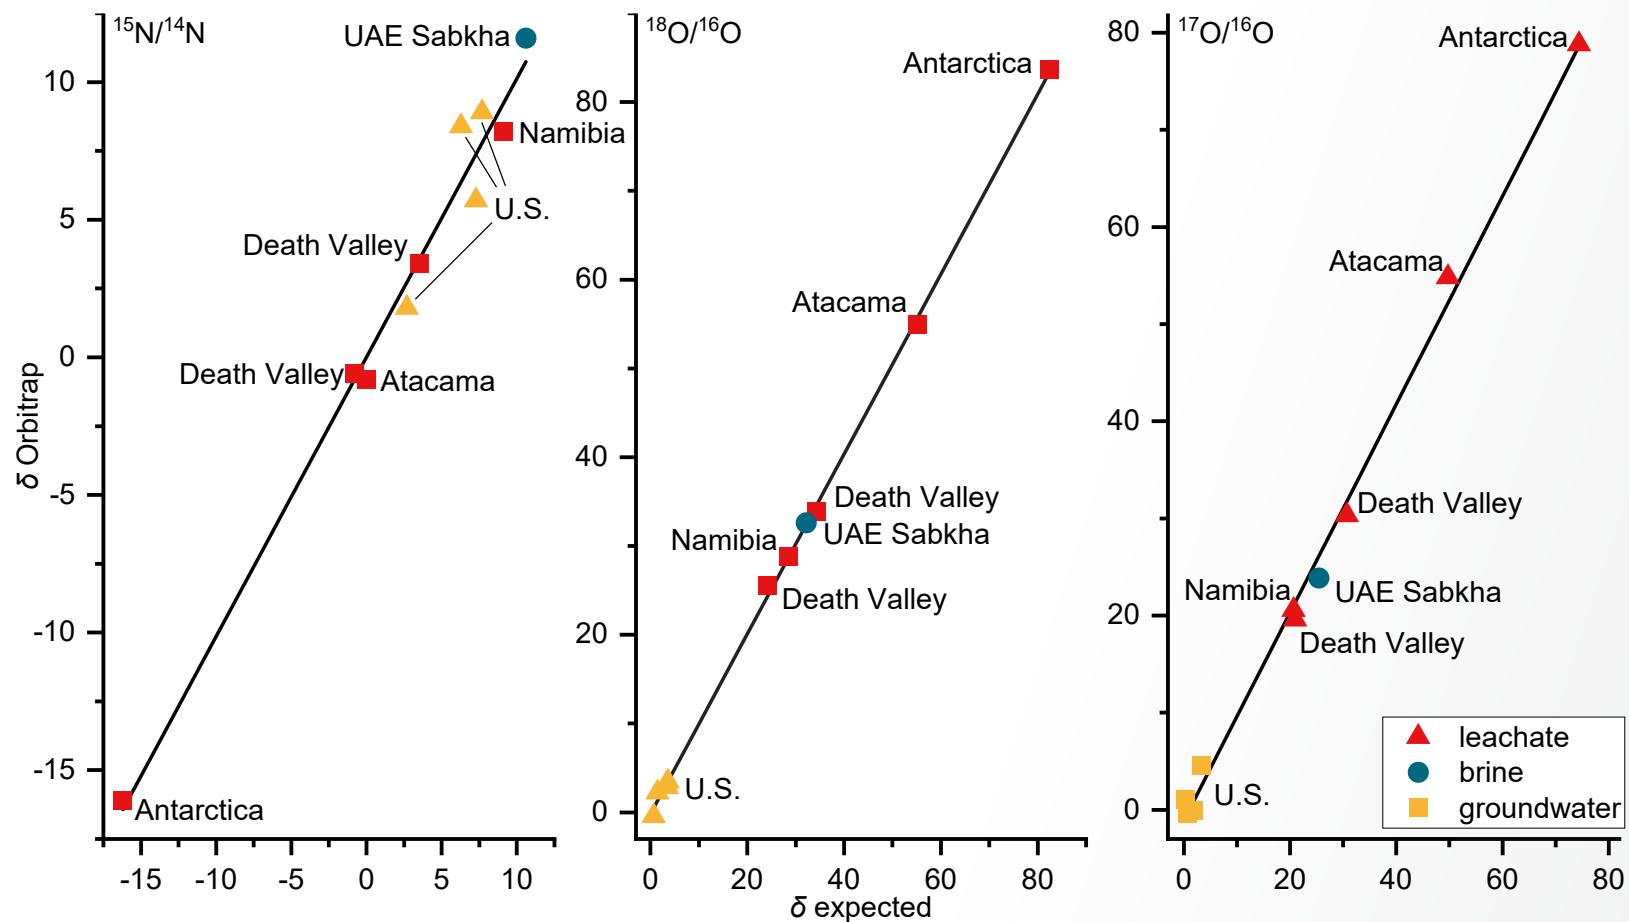 ¹⁵N/¹⁴N
UAE Sabkha
Namibia
U.S.
Death Valley
Death Valley
Atacama
Antarctica
10
5
0
-5
-10
-15
-15
-10
-5
0
5
10
δ Orbitrap
¹⁸O/¹⁶O
Antarctica
Atacama
Death Valley
UAE Sabkha
Namibia
Death Valley
U.S.
80
60
40
20
0
0
20
40
60
80
δ expected
¹⁷O/¹⁶O
Antarctica
Atacama
Death Valley
Namibia
UAE Sabkha
Death Valley
U.S.
80
60
40
20
0
0
20
40
60
80
leachate
brine
groundwater